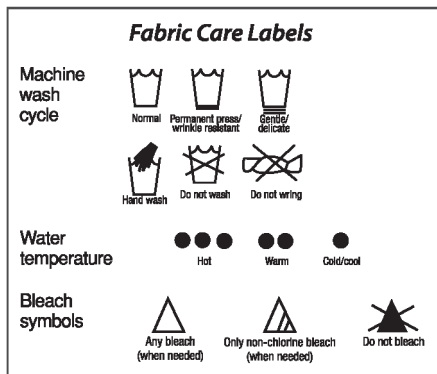 Fabric Care Labels
Machine
wash
cycle
Normal
Permanent press/
wrinkle resistant
Gentle/
delicate
Hand wash
Do not wash
Do not wring
Water
temperature
Hot
Warm
Cold/cool
Bleach
symbols
Any bleach
(when needed)
Only non-chlorine bleach
(when needed)
Do not bleach